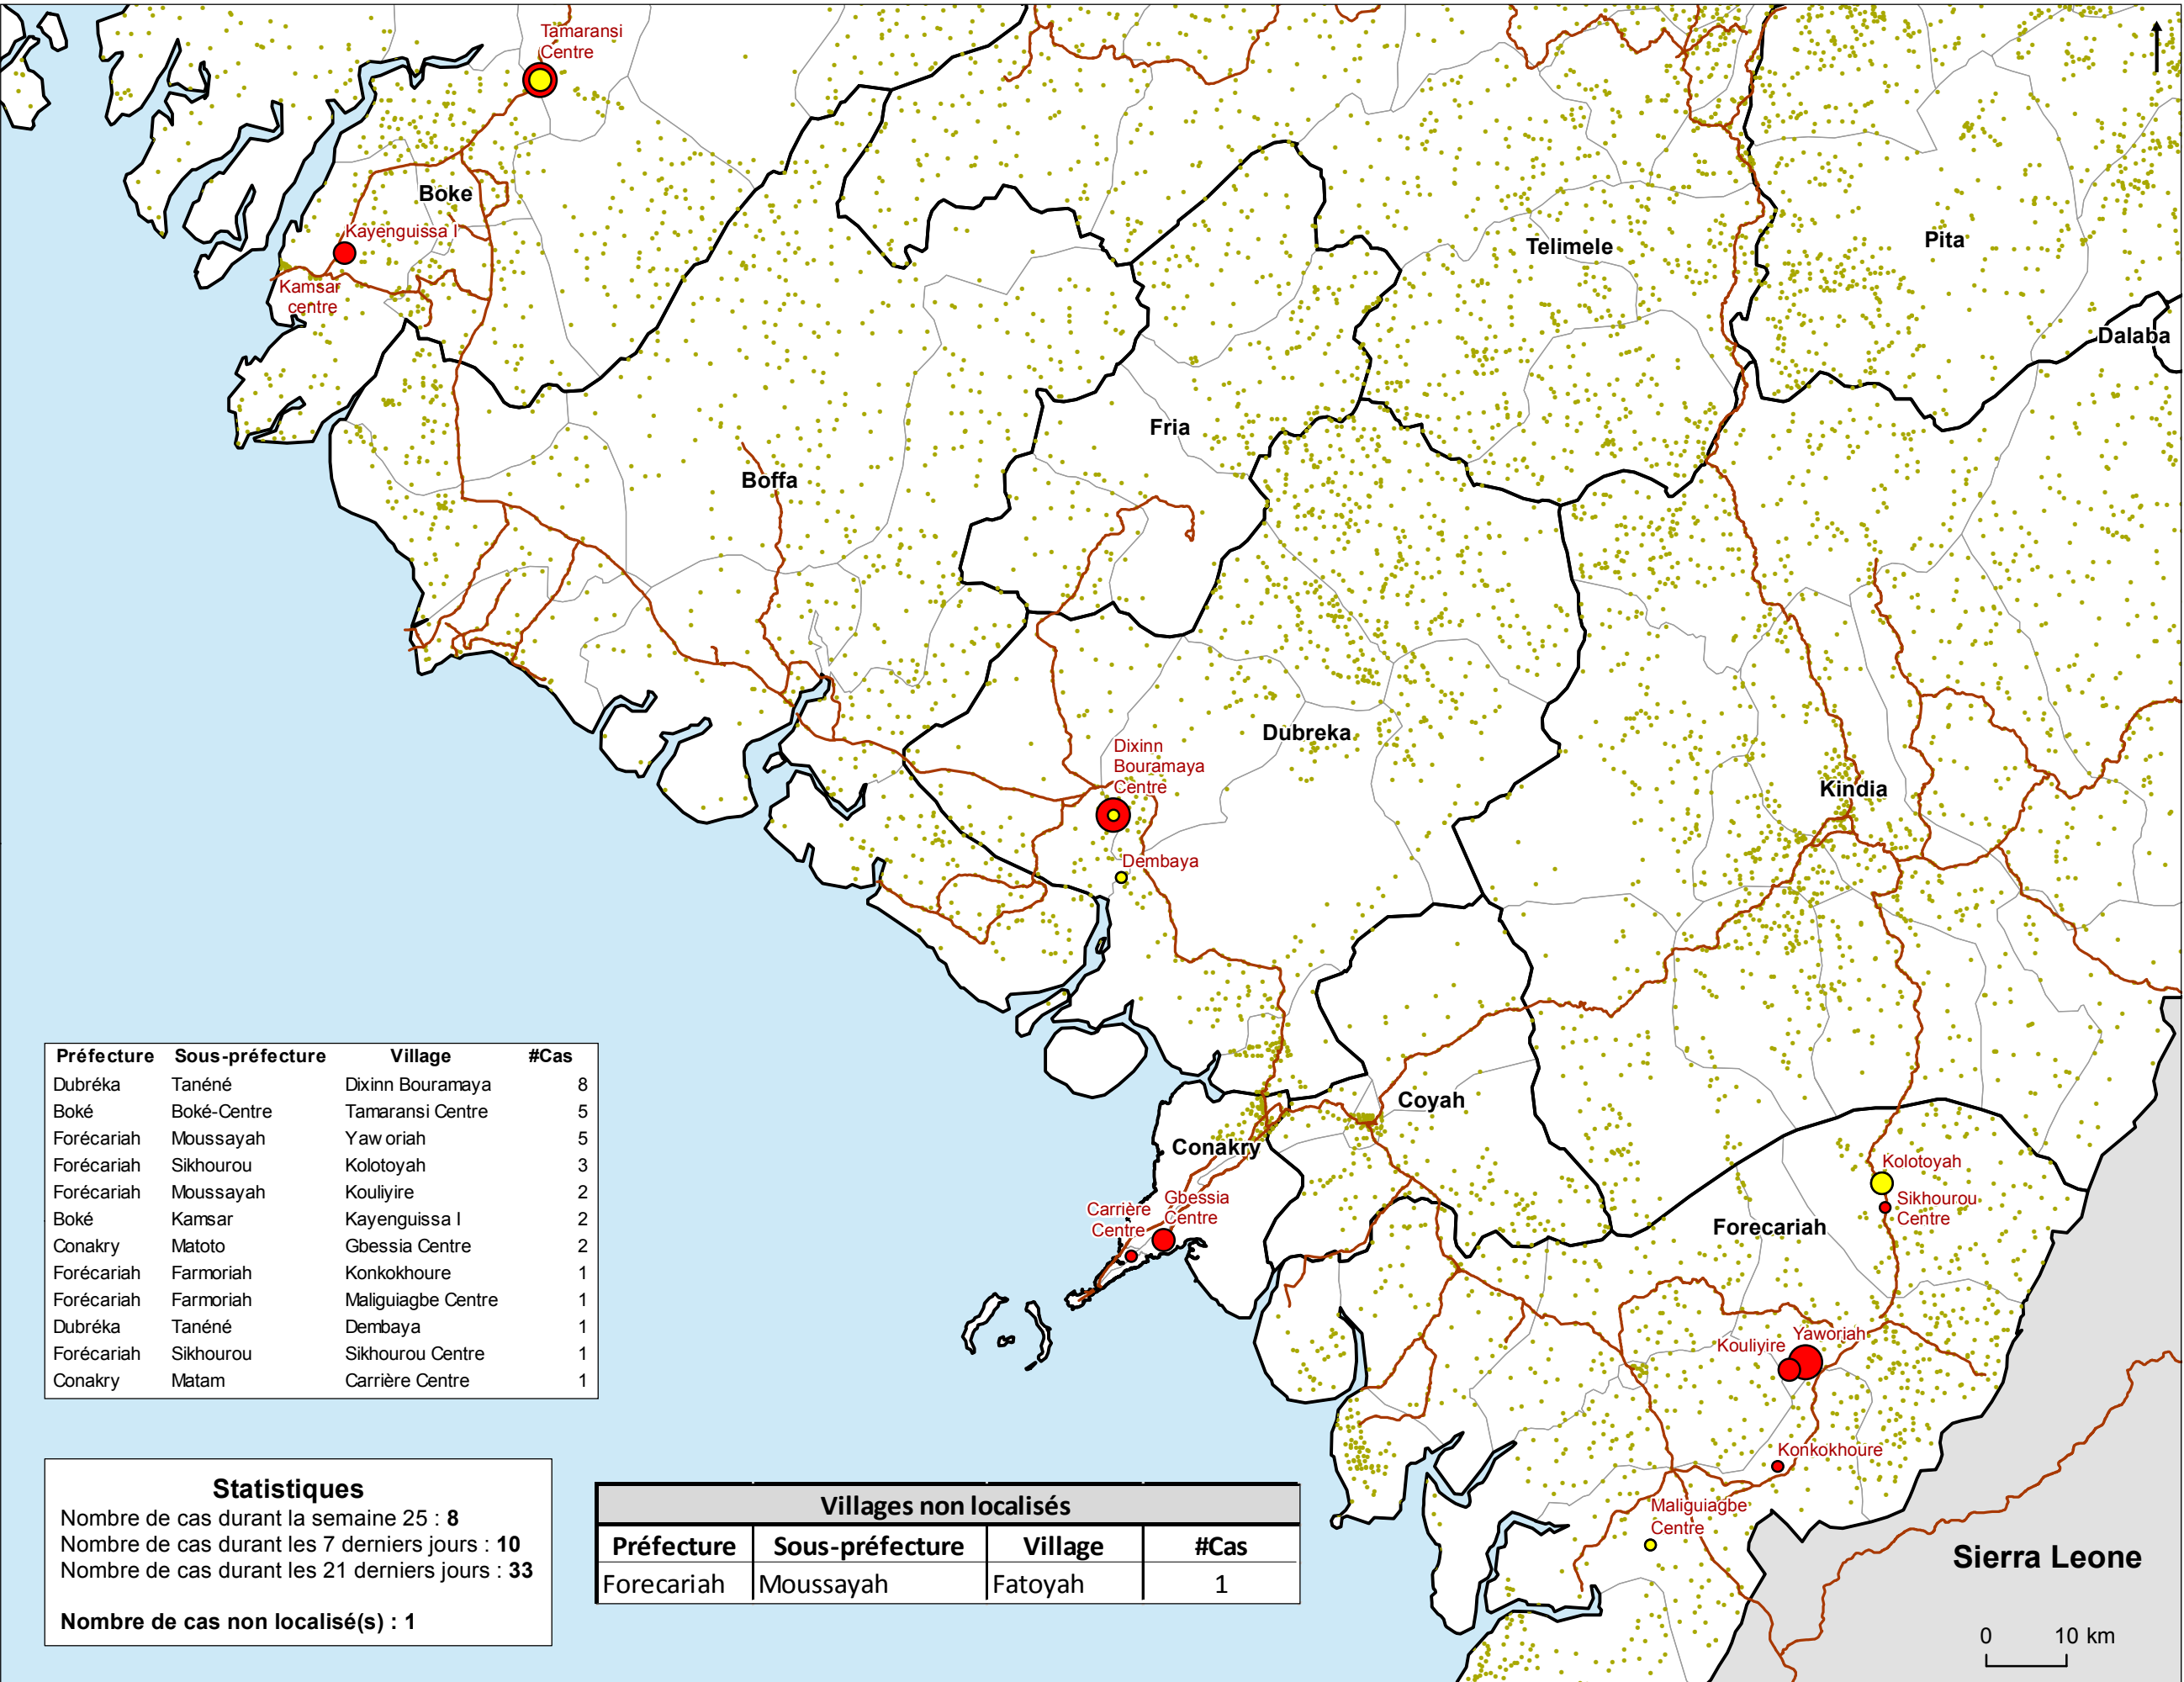 Tamaransi
Centre
Boke
Kayenguissa I
Kamsar
centre
Telimele
Pita
Dalaba
Fria
Boffa
Dubreka
Dixinn
Bouramaya
Centre
Dembaya
Kindia
Coyah
Conakry
Carrière
Centre
Gbessia
Centre
Kolotoyah
Sikhourou
Centre
Forecariah
Kouliyire
Yaworiah
Konkokhoure
Maliguiagbe
Centre
Sierra Leone
0 10 km
Préfecture Sous-préfecture Village #Cas
Dubréka Tanéné Dixinn Bouramaya 8
Boké Boké-Centre Tamaransi Centre 5
Forécariah Moussayah Yaworiah 5
Forécariah Sikhourou Kolotoyah 3
Forécariah Moussayah Kouliyire 2
Boké Kamsar Kayenguissa I 2
Conakry Matoto Gbessia Centre 2
Forécariah Farmoriah Konkokhoure 1
Forécariah Farmoriah Maliguiagbe Centre 1
Dubréka Tanéné Dembaya 1
Forécariah Sikhourou Sikhourou Centre 1
Conakry Matam Carrière Centre 1
Statistiques
Nombre de cas durant la semaine 25 : 8
Nombre de cas durant les 7 derniers jours : 10
Nombre de cas durant les 21 derniers jours : 33
Nombre de cas non localisé(s) : 1
Villages non localisés
Préfecture Sous-préfecture Village #Cas
Forecariah Moussayah Fatoyah 1